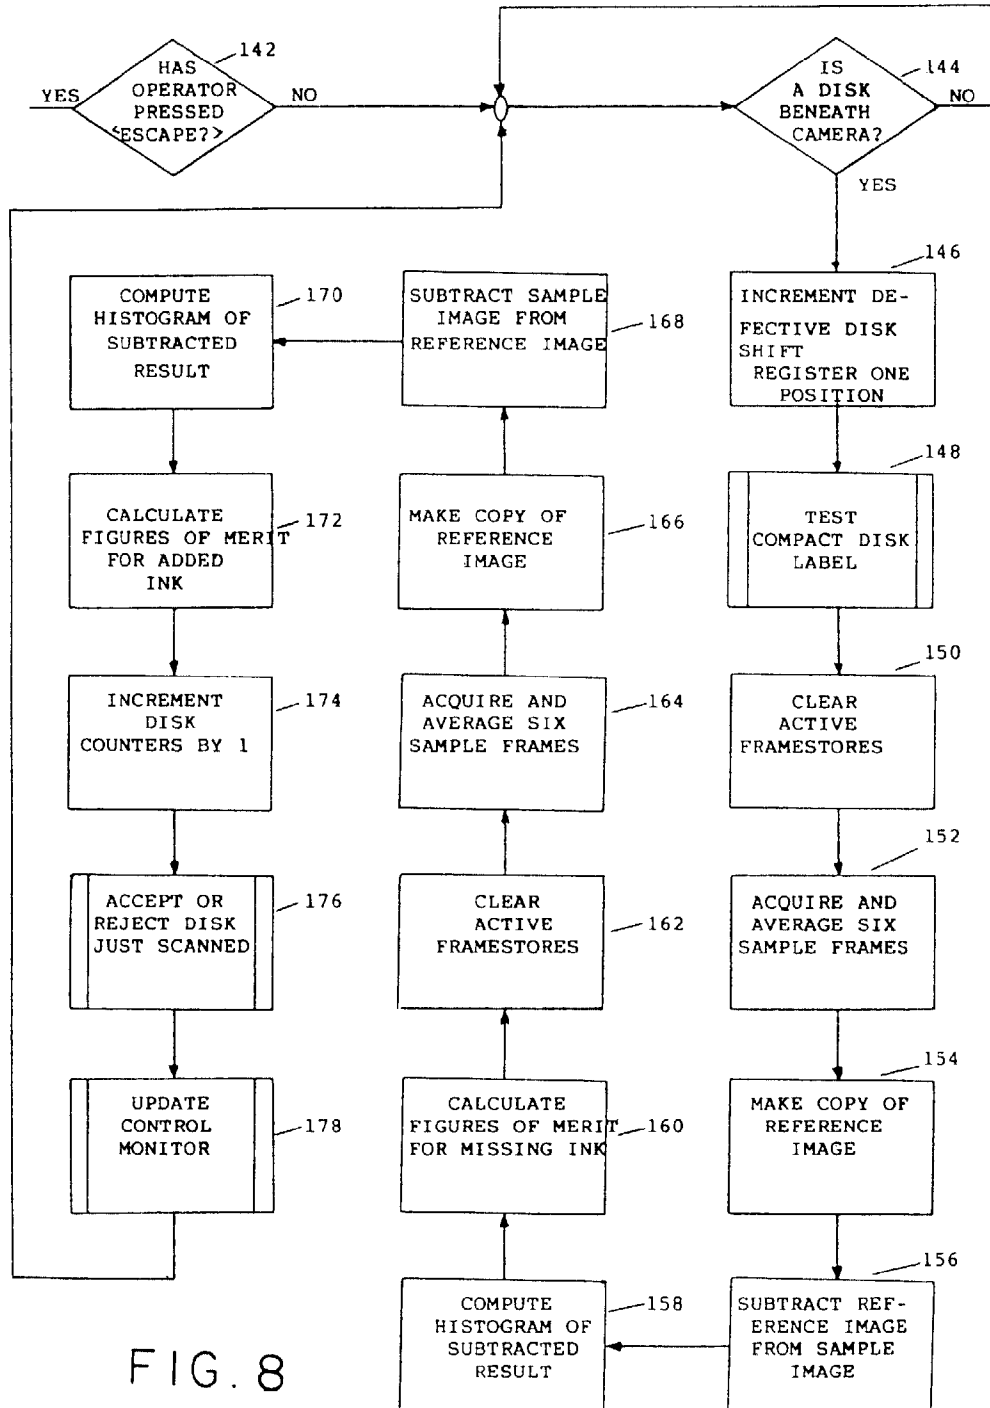 142
HAS
OPERATOR
PRESSED
<ESCAPE?>
YES
NO
IS
A DISK
BENEATH
CAMERA?
144
NO
YES
146
INCREMENT DE-
FECTIVE DISK
SHIFT
REGISTER ONE
POSITION
148
TEST
COMPACT DISK
LABEL
150
CLEAR
ACTIVE
FRAMESTORES
152
ACQUIRE AND
AVERAGE SIX
SAMPLE FRAMES
154
MAKE COPY OF
REFERENCE
IMAGE
156
SUBTRACT REF-
ERENCE IMAGE
FROM SAMPLE
IMAGE
158
COMPUTE
HISTOGRAM OF
SUBTRACTED
RESULT
160
CALCULATE
FIGURES OF MERIT
FOR MISSING INK
162
CLEAR
ACTIVE
FRAMESTORES
164
ACQUIRE AND
AVERAGE SIX
SAMPLE FRAMES
166
MAKE COPY OF
REFERENCE
IMAGE
168
SUBTRACT SAMPLE
IMAGE FROM
REFERENCE IMAGE
170
COMPUTE
HISTOGRAM OF
SUBTRACTED
RESULT
172
CALCULATE
FIGURES OF MERIT
FOR ADDED
INK
174
INCREMENT
DISK
COUNTERS BY 1
176
ACCEPT OR
REJECT DISK
JUST SCANNED
178
UPDATE
CONTROL
MONITOR
FIG. 8